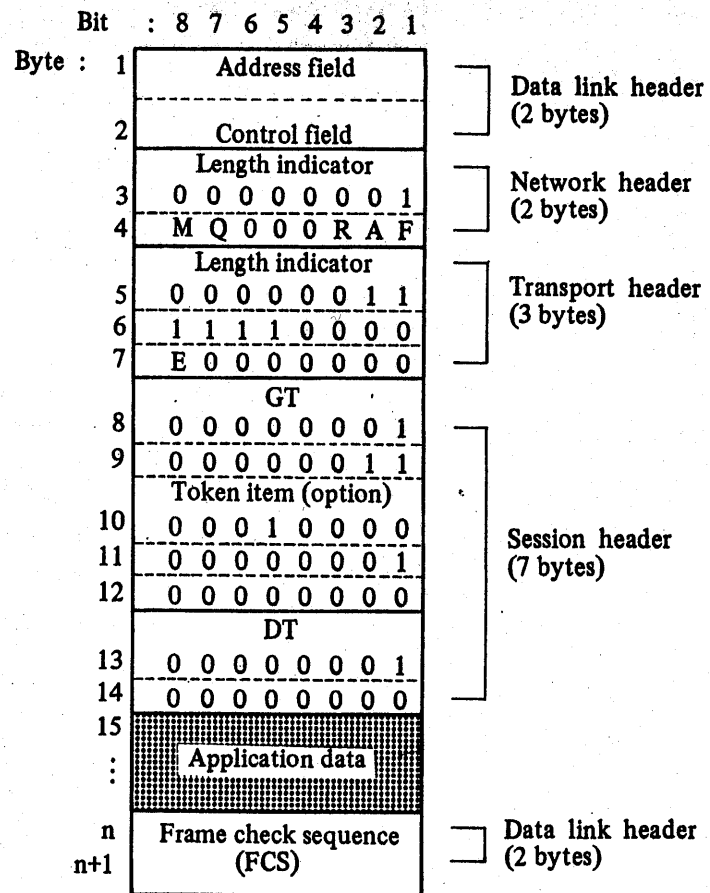 Bit : 8 7 6 5 4 3 2 1
Byte : 1 Address field
Data link header
(2 bytes)
2 Control field
Length indicator
3 0 0 0 0 0 0 0 1
Network header
(2 bytes)
4 M Q 0 0 0 R A F
Length indicator
5 0 0 0 0 0 0 1 1
Transport header
(3 bytes)
6 1 1 1 1 0 0 0 0
7 E 0 0 0 0 0 0 0
GT
8 0 0 0 0 0 0 0 1
9 0 0 0 0 0 0 1 1
Token item (option)
10 0 0 0 1 0 0 0 0
11 0 0 0 0 0 0 0 1
Session header
(7 bytes)
12 0 0 0 0 0 0 0 0
DT
13 0 0 0 0 0 0 0 1
14 0 0 0 0 0 0 0 0
15
Application data
⋮
n Frame check sequence
n+1 (FCS)
Data link header
(2 bytes)